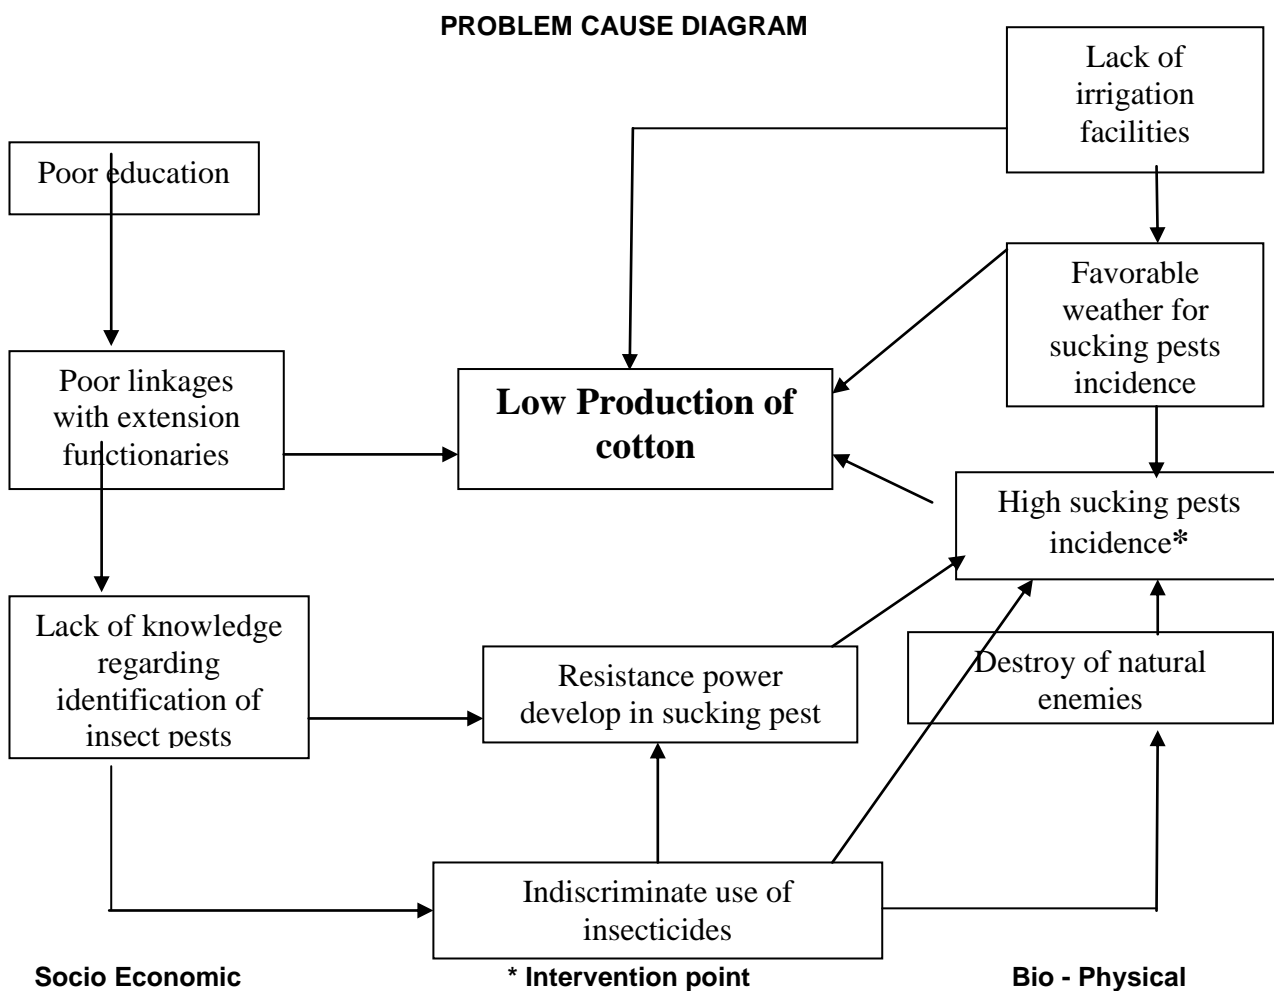 PROBLEM CAUSE DIAGRAM
Lack of
irrigation
facilities
Poor education
Favorable
weather for
sucking pests
incidence
Poor linkages
with extension
functionaries
Low Production of
cotton
High sucking pests
incidence*
Lack of knowledge
regarding
identification of
insect pests
Resistance power
develop in sucking pest
Destroy of natural
enemies
Indiscriminate use of
insecticides
Socio Economic
* Intervention point
Bio - Physical